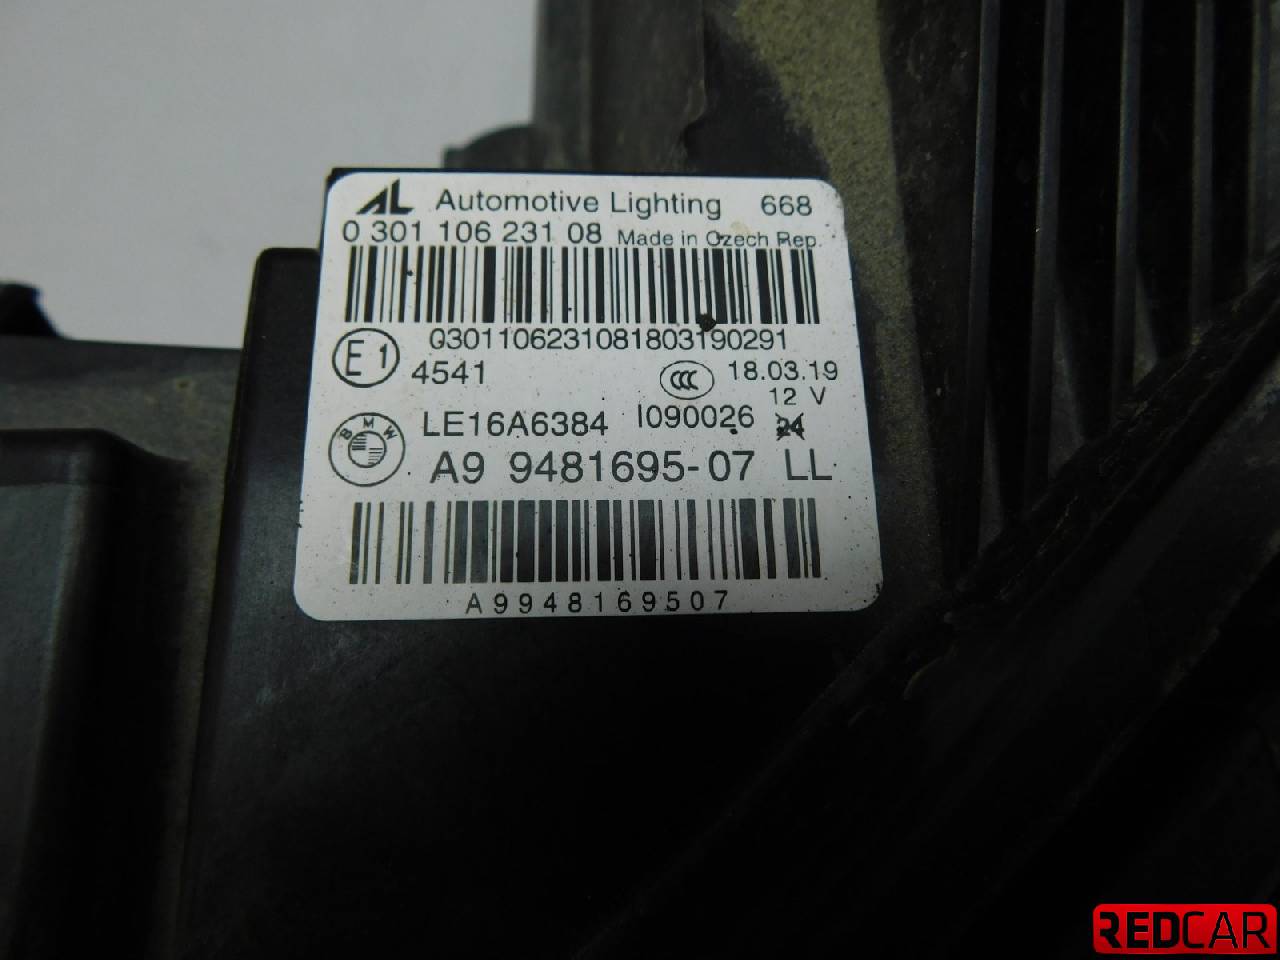 AL Automotive Lighting 668
0 301 106 231 08 Made in Czech Rep.
0301106231081803190291
E1 4541 CCC 18.03.19
12 V
BMW LE16A6384 I090026 24
A9 9481695-07 LL
A9948169507
REDCAR